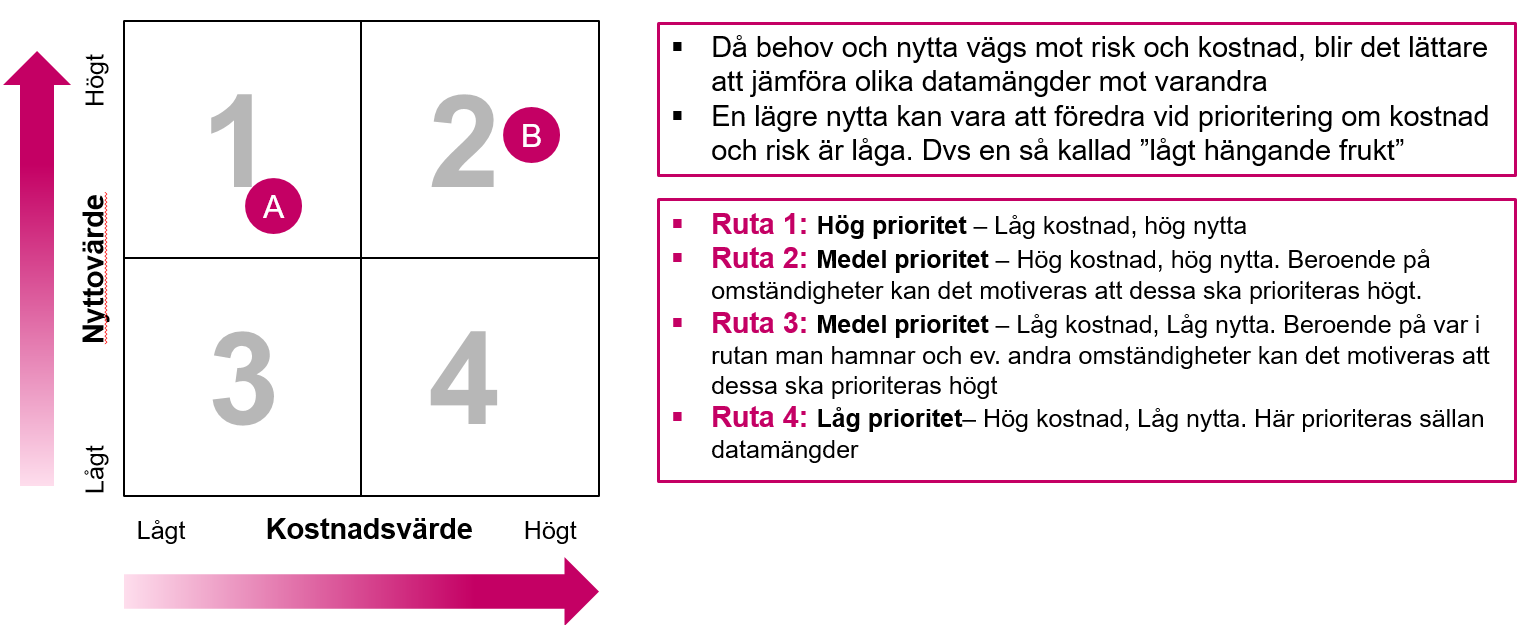 Högt
Nyttovärde
Lågt
1
2
A
B
3
4
Lågt
Kostnadsvärde
Högt
▪ Då behov och nytta vägs mot risk och kostnad, blir det lättare
att jämföra olika datamängder mot varandra
▪ En lägre nytta kan vara att föredra vid prioritering om kostnad
och risk är låga. Dvs en så kallad ”lågt hängande frukt”
▪ Ruta 1: Hög prioritet – Låg kostnad, hög nytta
▪ Ruta 2: Medel prioritet – Hög kostnad, hög nytta. Beroende på
omständigheter kan det motiveras att dessa ska prioriteras högt.
▪ Ruta 3: Medel prioritet – Låg kostnad, Låg nytta. Beroende på var i
rutan man hamnar och ev. andra omständigheter kan det motiveras att
dessa ska prioriteras högt
▪ Ruta 4: Låg prioritet– Hög kostnad, Låg nytta. Här prioriteras sällan
datamängder